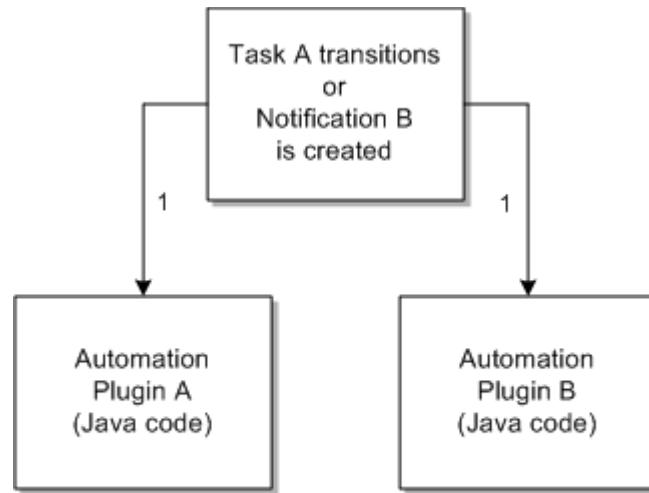 Task A transitions
or
Notification B
is created
1
1
Automation
Plugin A
(Java code)
Automation
Plugin B
(Java code)